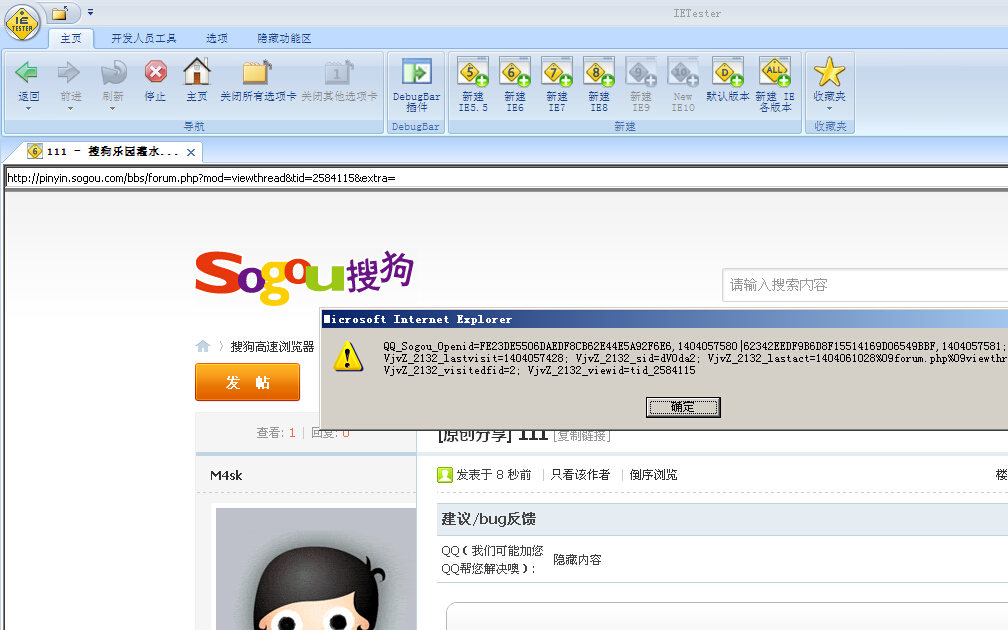 IETester
IE TESTER
主页 开发人员工具 选项 隐藏功能区
返回 前进 刷新 停止 主页 关闭所有选项卡 关闭其他选项卡
导航
DebugBar 插件
DebugBar
新建 IE5.5 新建 IE6 新建 IE7 新建 IE8 新建 IE9 New IE10 默认版本 新建 IE 各版本
新建
收藏夹
收藏夹
111 - 搜狗乐园灌水...
http://pinyin.sogou.com/bbs/forum.php?mod=viewthread&tid=2584115&extra=
Sogou搜狗
请输入搜索内容
Microsoft Internet Explorer
QQ_Sogou_Openid=FE23DE5506DAEDF8CB62E44E5A92F6E6,1404057580|62342EEDF9B6D8F15514169D06549BBF,1404057581;
VjvZ_2132_lastvisit=1404057428; VjvZ_2132_sid=dVOda2; VjvZ_2132_lastact=1404061028%09forum.php%09viewthr
VjvZ_2132_visitedfid=2; VjvZ_2132_viewid=tid_2584115
确定
搜狗高速浏览器
发 帖
查看: 1 回复: 0
[原创分享] 111 [复制链接]
M4sk
发表于 8 秒前 只看该作者 倒序浏览 楼
建议/bug反馈
QQ（我们可能加您
QQ帮您解决噢）: 隐藏内容